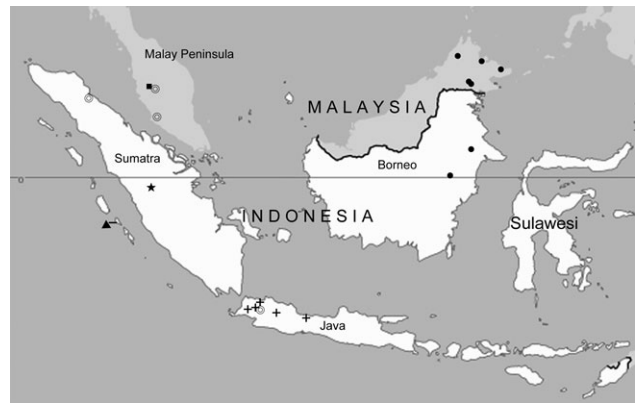 Malay Peninsula
MALAYSIA
Sumatra
Borneo
INDONESIA
Sulawesi
Java